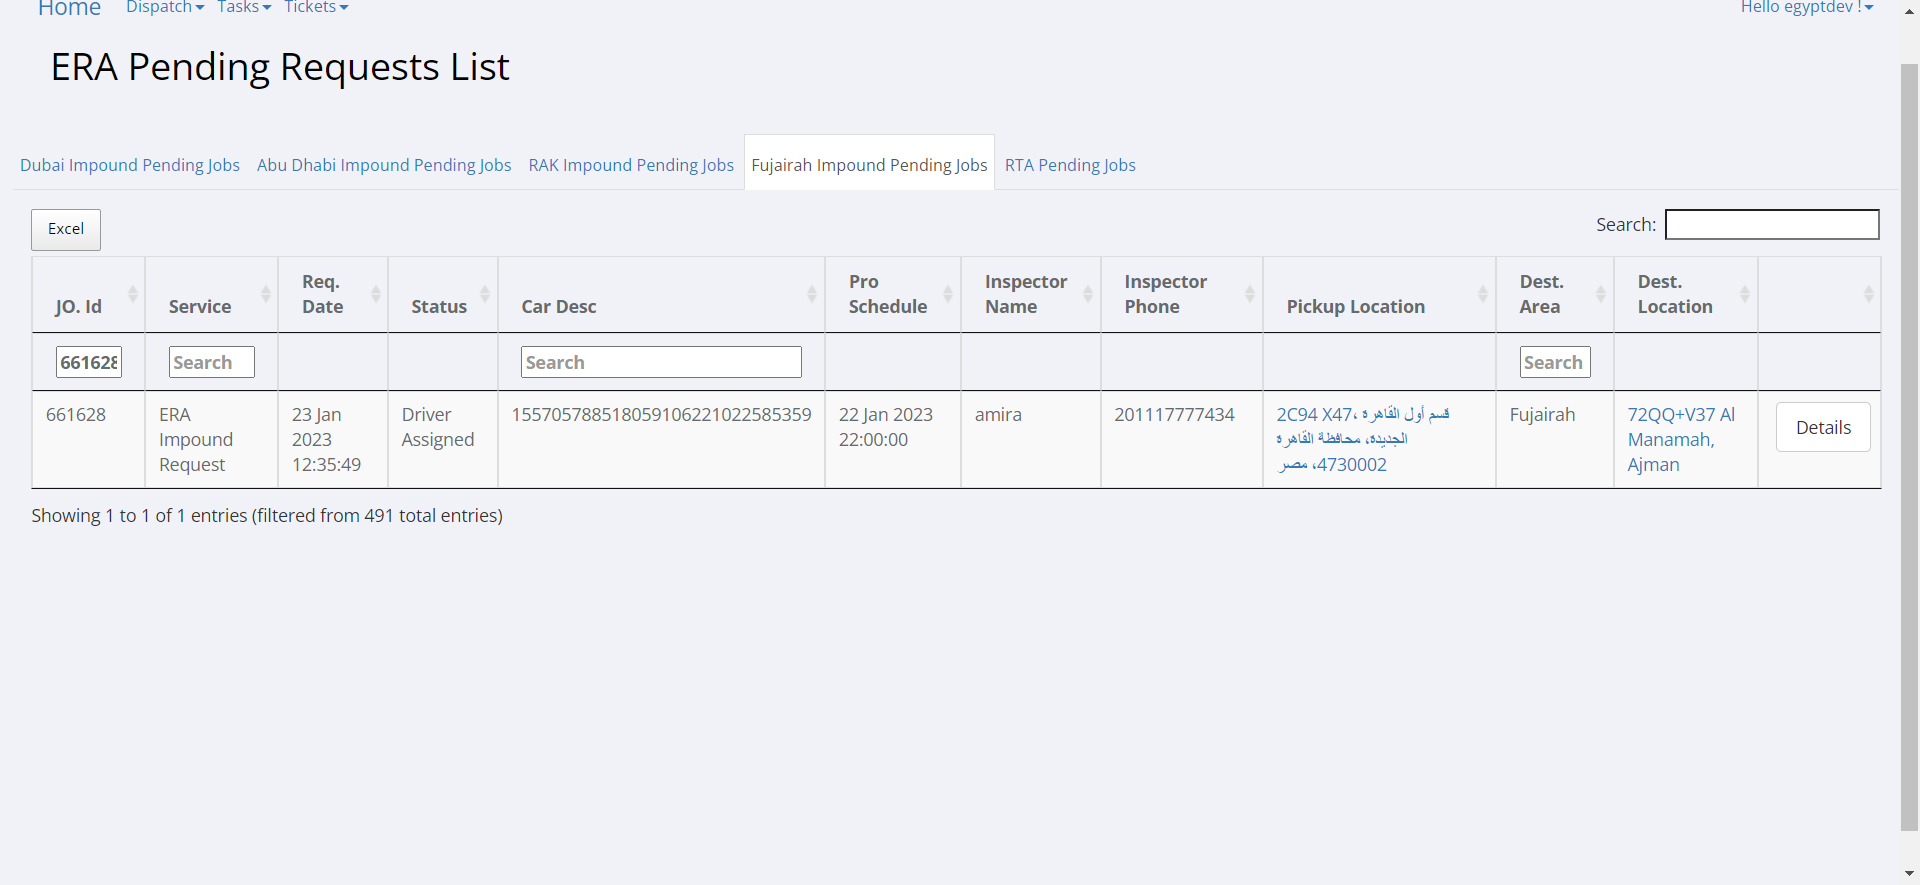 Home Dispatch Tasks Tickets Hello egyptdev !
ERA Pending Requests List
Dubai Impound Pending Jobs Abu Dhabi Impound Pending Jobs RAK Impound Pending Jobs Fujairah Impound Pending Jobs RTA Pending Jobs
Excel
Search:
JO. Id
Service
Req.
Date
Status
Car Desc
Pro
Schedule
Inspector
Name
Inspector
Phone
Pickup Location
Dest.
Area
Dest.
Location
661628
Search
Search
Search
661628
ERA
Impound
Request
23 Jan
2023
12:35:49
Driver
Assigned
155705788518059106221022585359
22 Jan 2023
22:00:00
amira
201117777434
2C94 X47، قسم أول القاهرة
الجديدة، محافظة القاهرة
4730002، مصر
Fujairah
72QQ+V37 Al
Manamah,
Ajman
Details
Showing 1 to 1 of 1 entries (filtered from 491 total entries)